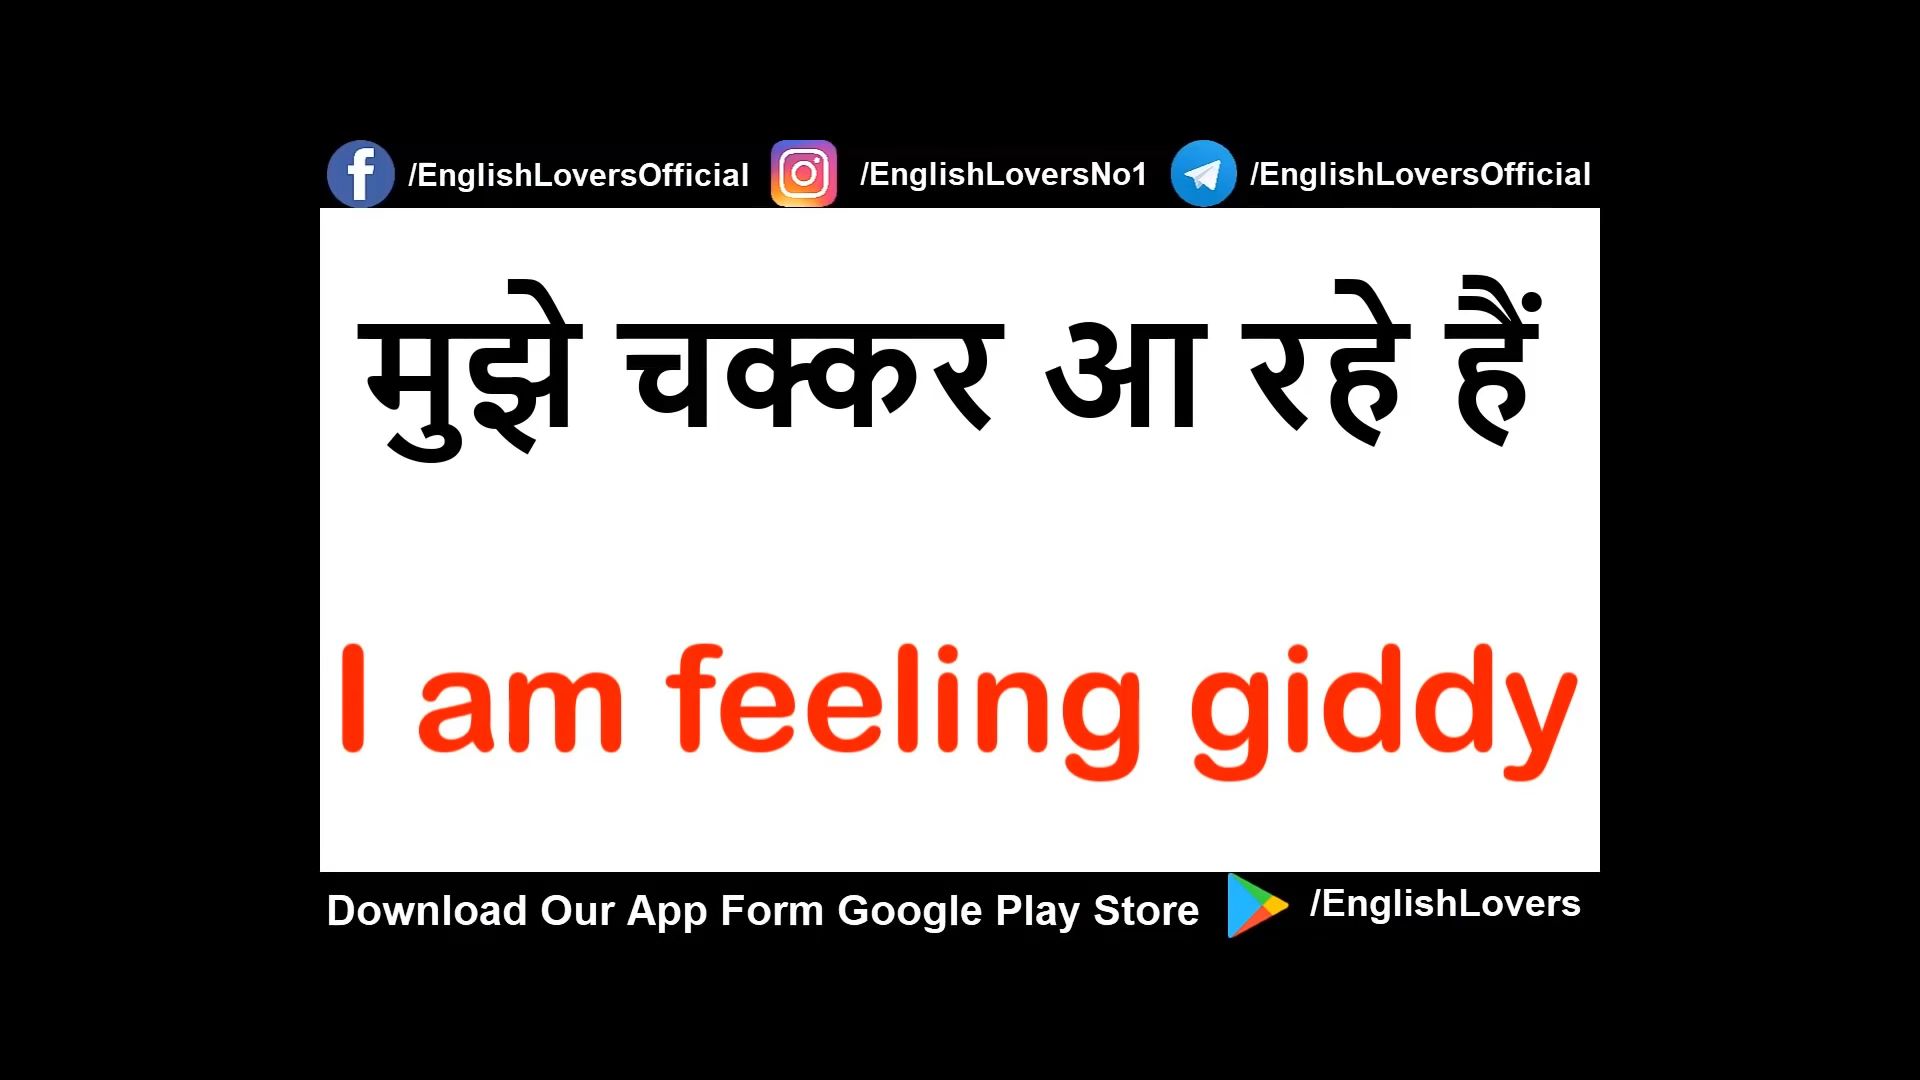 /EnglishLoversOfficial /EnglishLoversNo1 /EnglishLoversOfficial
मुझे चक्कर आ रहे हैं
I am feeling giddy
Download Our App Form Google Play Store /EnglishLovers